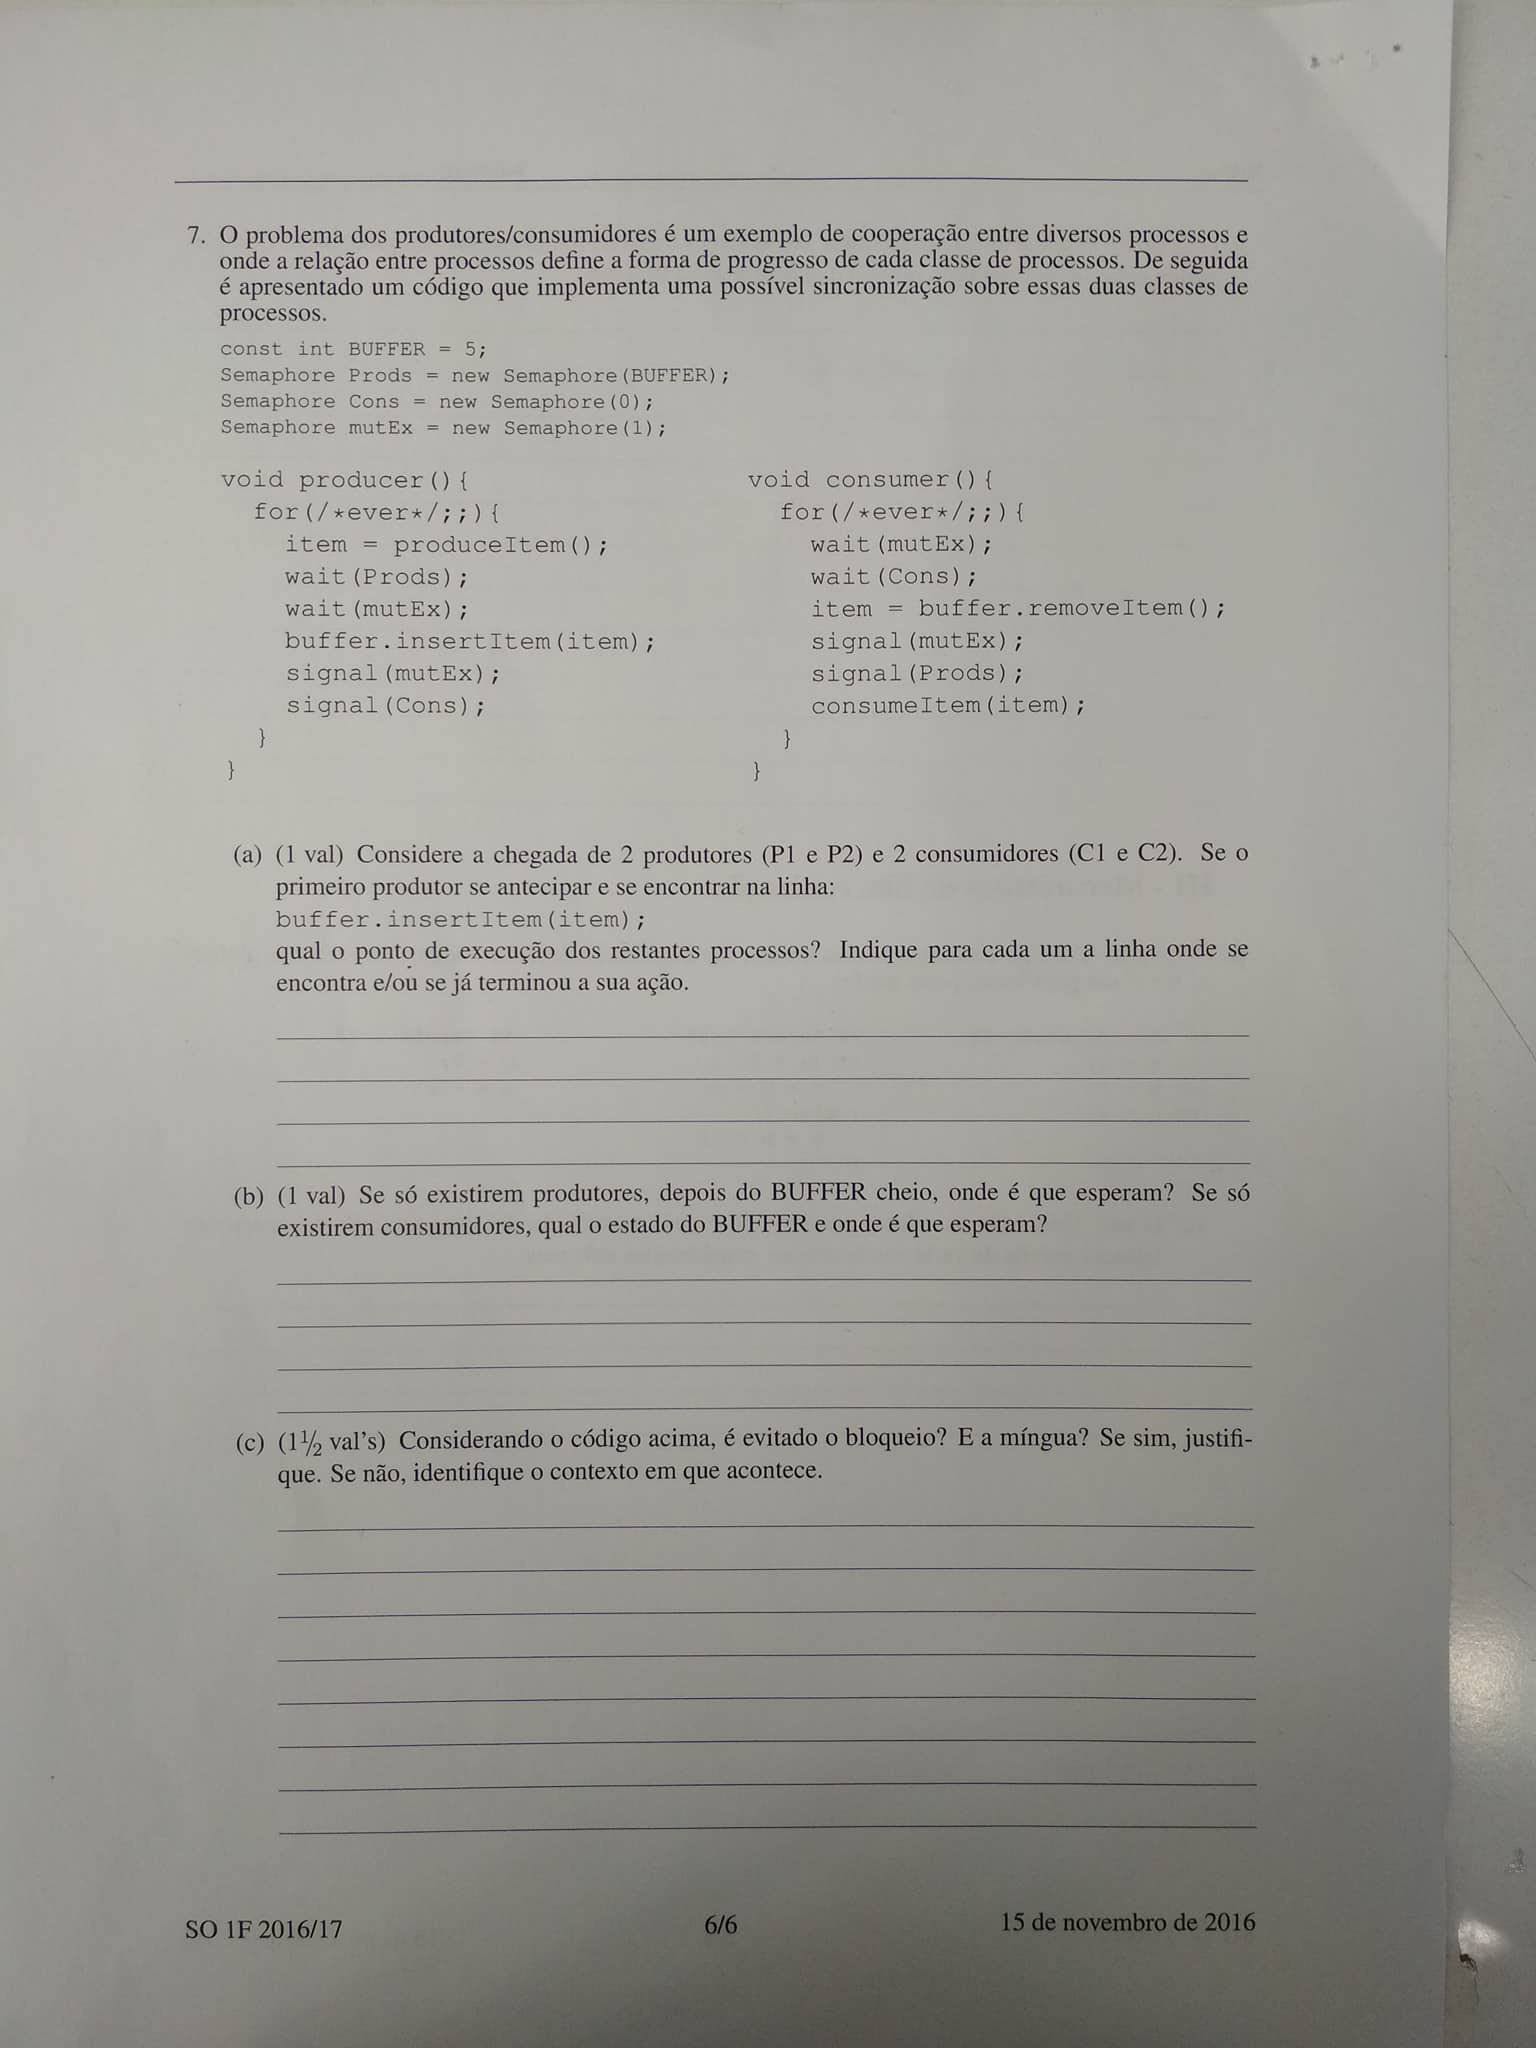 7. O problema dos produtores/consumidores é um exemplo de cooperação entre diversos processos e
onde a relação entre processos define a forma de progresso de cada classe de processos. De seguida
é apresentado um código que implementa uma possível sincronização sobre essas duas classes de
processos.
const int BUFFER = 5;
Semaphore Prods = new Semaphore(BUFFER);
Semaphore Cons = new Semaphore(0);
Semaphore mutEx = new Semaphore(1);
void producer(){
for(/*ever*/;;){
item = produceItem();
wait(Prods);
wait(mutEx);
buffer.insertItem(item);
signal(mutEx);
signal(Cons);
}
}
void consumer(){
for(/*ever*/;;){
wait(mutEx);
wait(Cons);
item = buffer.removeItem();
signal(mutEx);
signal(Prods);
consumeItem(item);
}
}
(a) (1 val) Considere a chegada de 2 produtores (P1 e P2) e 2 consumidores (C1 e C2). Se o
primeiro produtor se antecipar e se encontrar na linha:
buffer.insertItem(item);
qual o ponto de execução dos restantes processos? Indique para cada um a linha onde se
encontra e/ou se já terminou a sua ação.
(b) (1 val) Se só existirem produtores, depois do BUFFER cheio, onde é que esperam? Se só
existirem consumidores, qual o estado do BUFFER e onde é que esperam?
(c) (1½ val's) Considerando o código acima, é evitado o bloqueio? E a míngua? Se sim, justifi-
que. Se não, identifique o contexto em que acontece.
SO 1F 2016/17 6/6 15 de novembro de 2016